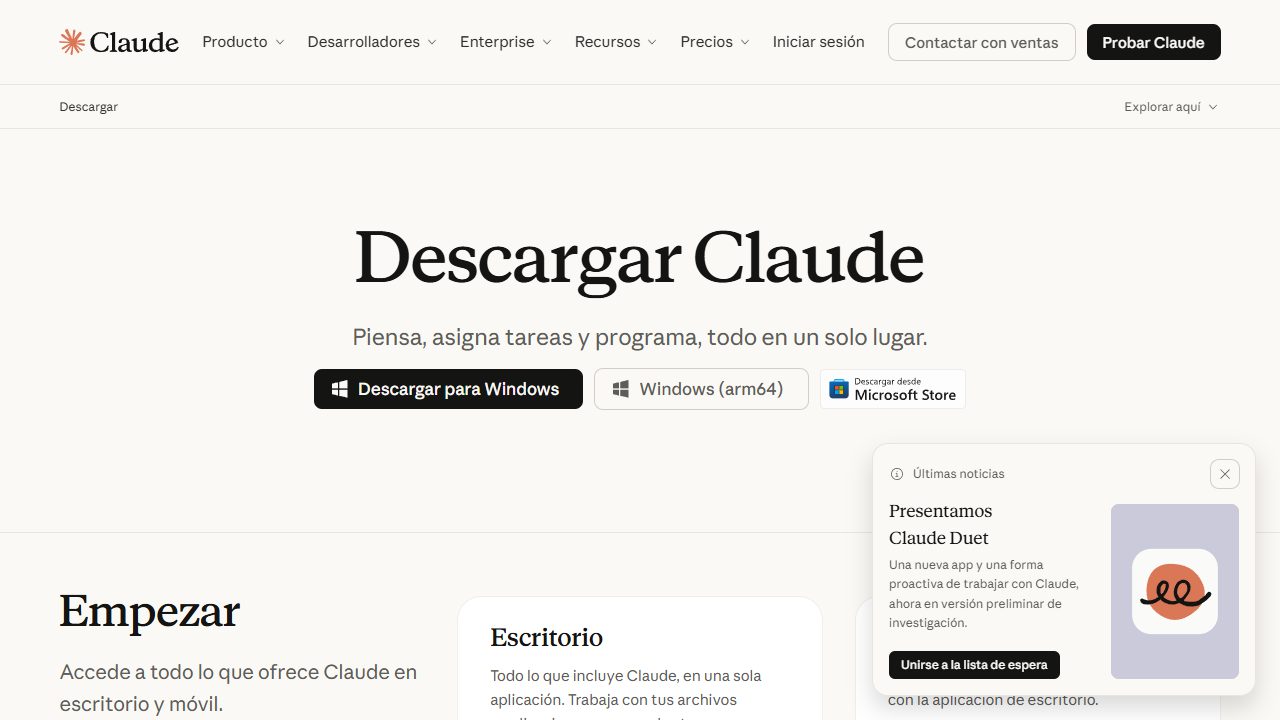 Claude
Producto
Desarrolladores
Enterprise
Recursos
Precios
Iniciar sesión
Contactar con ventas
Probar Claude
Descargar
Explorar aquí
Descargar Claude
Piensa, asigna tareas y programa, todo en un solo lugar.
Descargar para Windows
Windows (arm64)
Descargar desde
Microsoft Store
Últimas noticias
Presentamos
Claude Duet
Una nueva app y una forma
proactiva de trabajar con Claude,
ahora en versión preliminar de
investigación.
Unirse a la lista de espera
Empezar
Accede a todo lo que ofrece Claude en
escritorio y móvil.
Escritorio
Todo lo que incluye Claude, en una sola
aplicación. Trabaja con tus archivos
con la aplicación de escritorio.